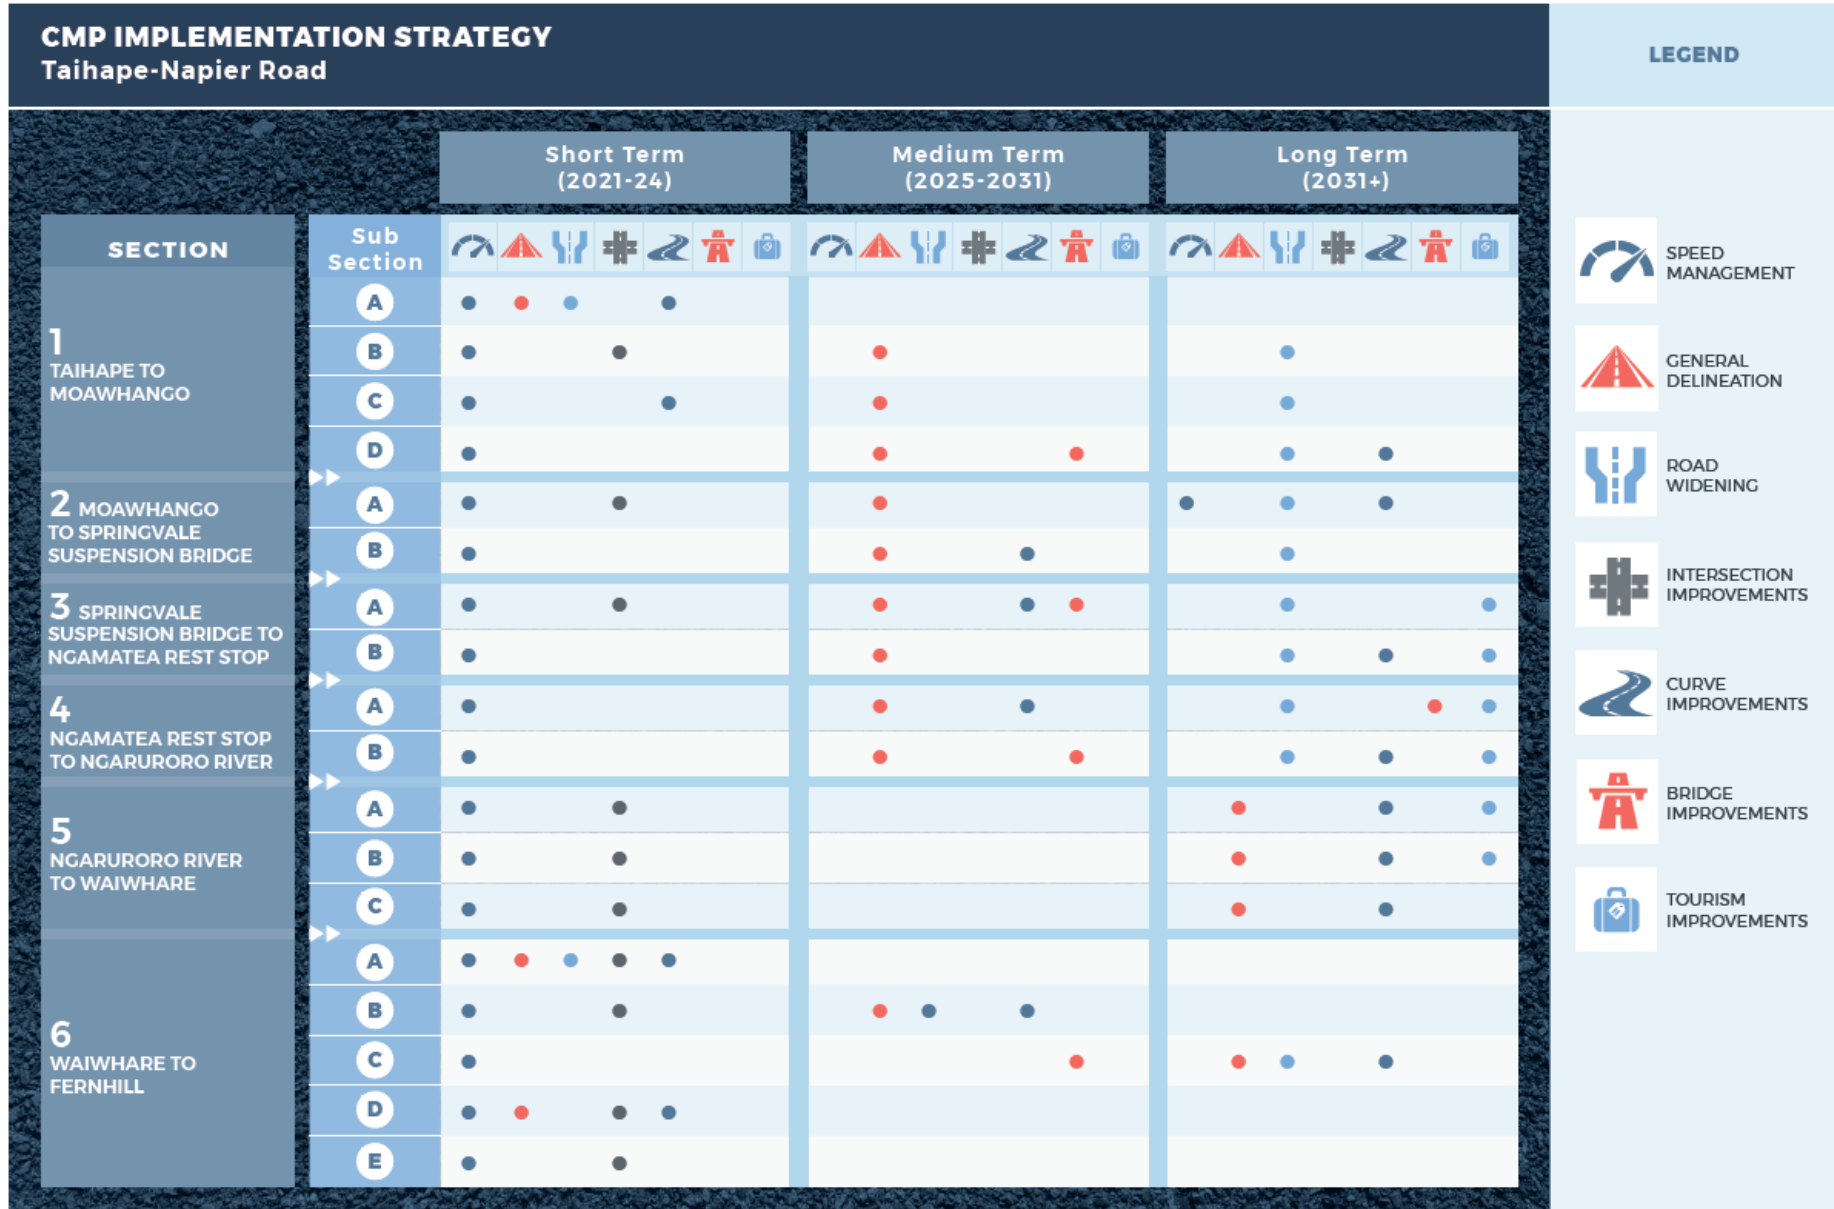 CMP IMPLEMENTATION STRATEGY
Taihape-Napier Road
LEGEND
Short Term
(2021-24)
Medium Term
(2025-2031)
Long Term
(2031+)
SECTION
Sub
Section
1
TAIHAPE TO
MOAWHANGO
A
B
C
D
2 MOAWHANGO
TO SPRINGVALE
SUSPENSION BRIDGE
A
B
3 SPRINGVALE
SUSPENSION BRIDGE TO
NGAMATEA REST STOP
A
B
4
NGAMATEA REST STOP
TO NGARURORO RIVER
A
B
5
NGARURORO RIVER
TO WAIWHARE
A
B
C
6
WAIWHARE TO
FERNHILL
A
B
C
D
E
SPEED
MANAGEMENT
GENERAL
DELINEATION
ROAD
WIDENING
INTERSECTION
IMPROVEMENTS
CURVE
IMPROVEMENTS
BRIDGE
IMPROVEMENTS
TOURISM
IMPROVEMENTS